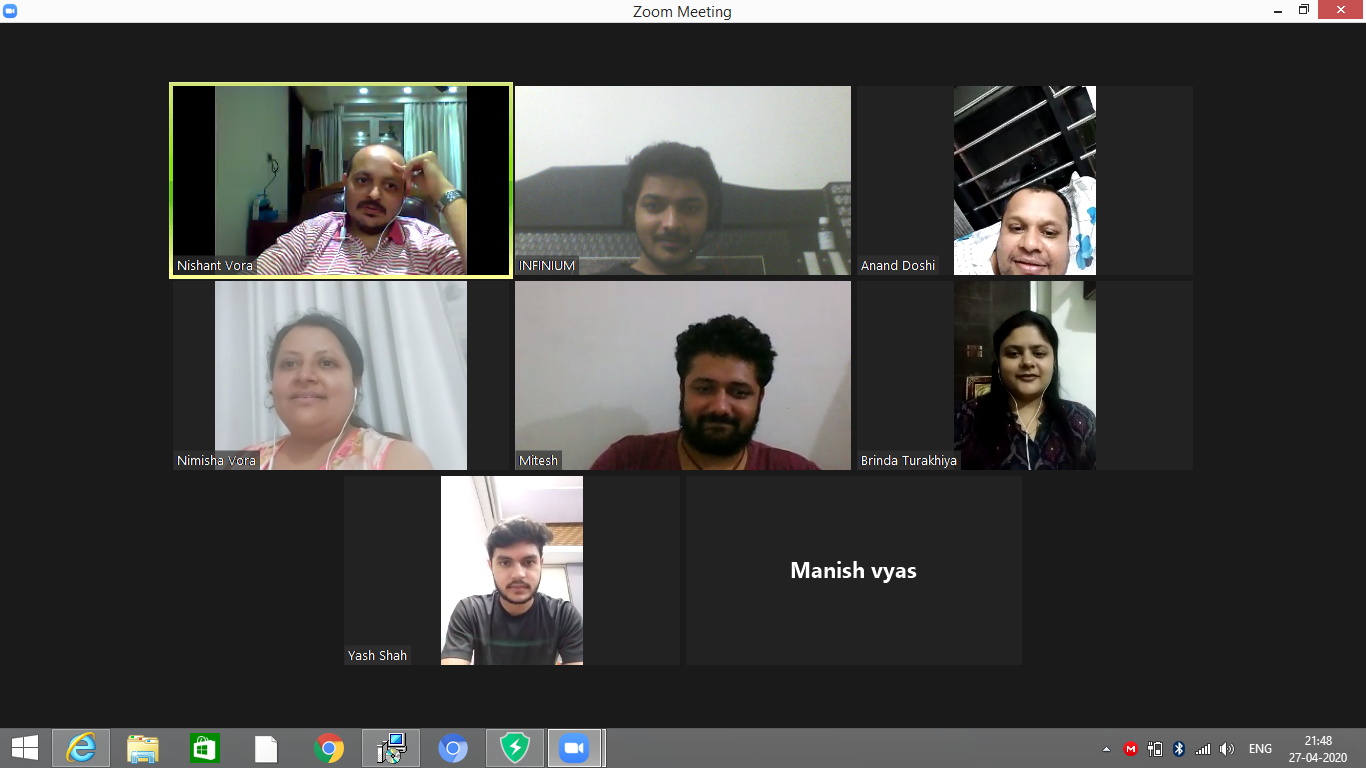 Zoom Meeting
Nishant Vora
INFINIUM
Anand Doshi
Nimisha Vora
Mitesh
Brinda Turakhiya
Yash Shah
Manish vyas
ENG
21:48
27-04-2020